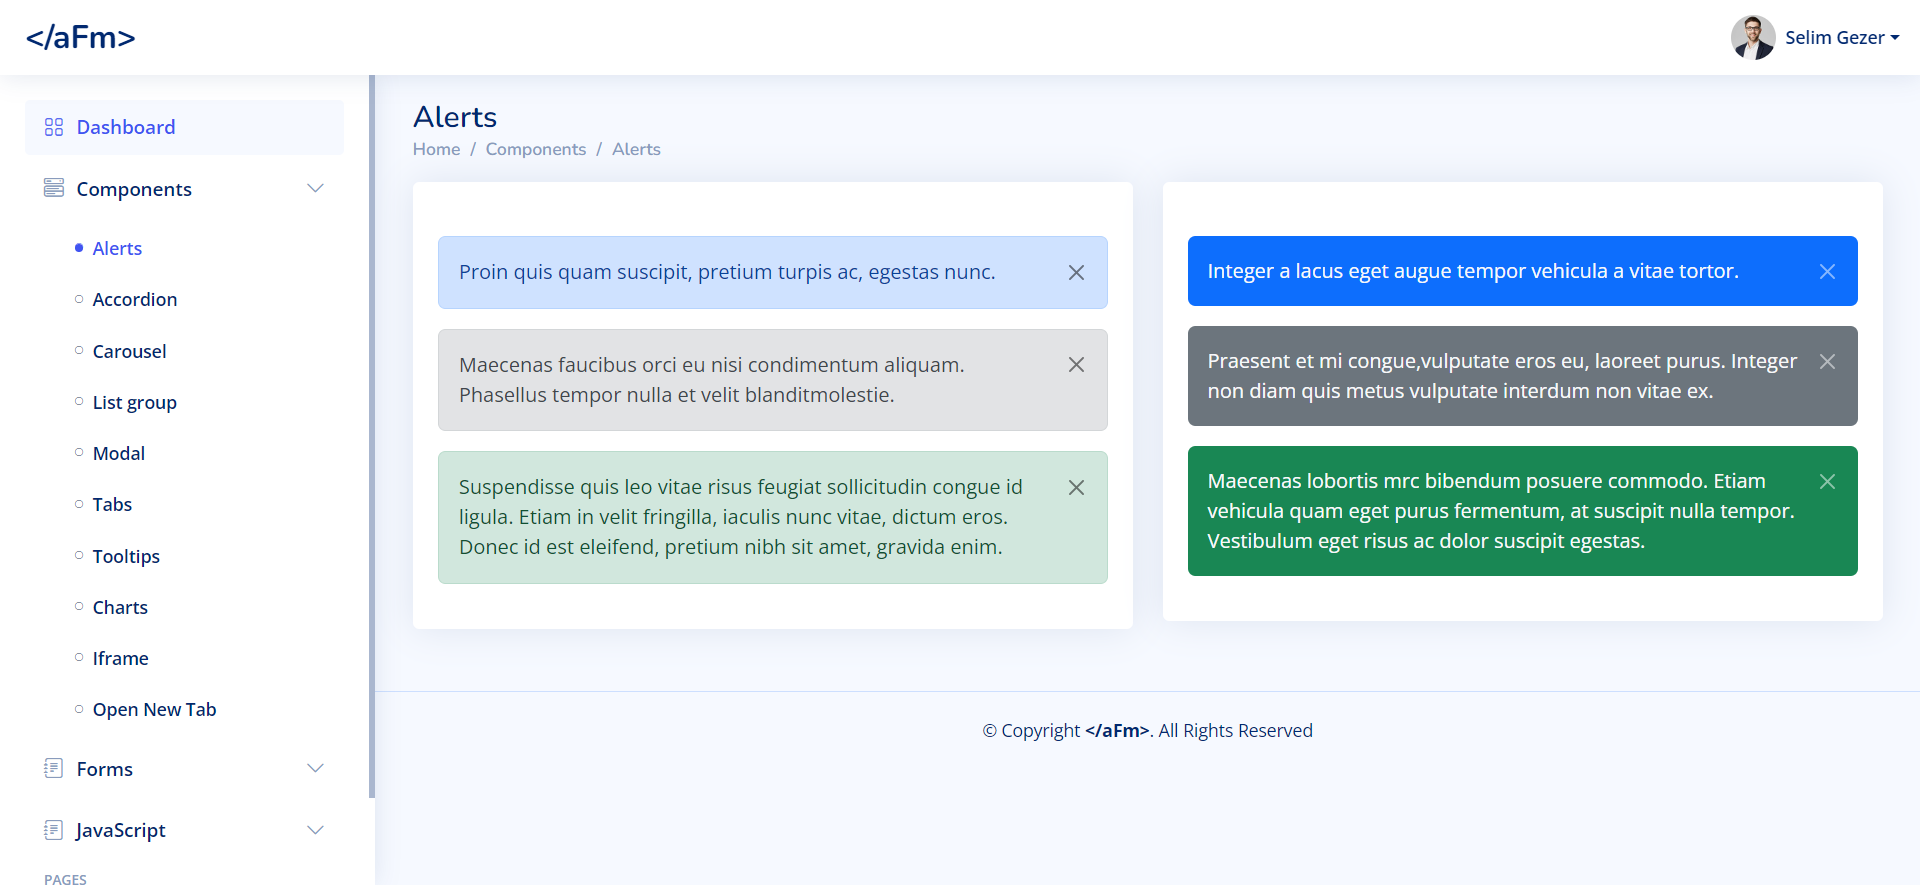 </aFm>
Selim Gezer
Dashboard
Components
Alerts
Accordion
Carousel
List group
Modal
Tabs
Tooltips
Charts
Iframe
Open New Tab
Forms
JavaScript
PAGES
Alerts
Home / Components / Alerts
Proin quis quam suscipit, pretium turpis ac, egestas nunc.
Maecenas faucibus orci eu nisi condimentum aliquam.
Phasellus tempor nulla et velit blanditmolestie.
Suspendisse quis leo vitae risus feugiat sollicitudin congue id
ligula. Etiam in velit fringilla, iaculis nunc vitae, dictum eros.
Donec id est eleifend, pretium nibh sit amet, gravida enim.
Integer a lacus eget augue tempor vehicula a vitae tortor.
Praesent et mi congue,vulputate eros eu, laoreet purus. Integer
non diam quis metus vulputate interdum non vitae ex.
Maecenas lobortis mrc bibendum posuere commodo. Etiam
vehicula quam eget purus fermentum, at suscipit nulla tempor.
Vestibulum eget risus ac dolor suscipit egestas.
© Copyright </aFm>. All Rights Reserved